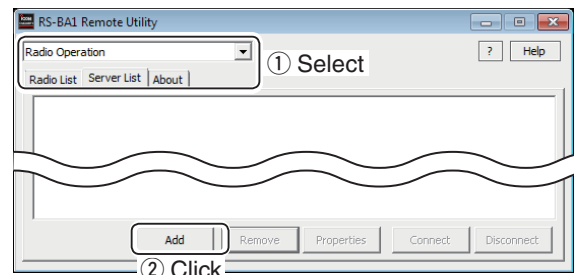 RS-BA1 Remote Utility
Radio Operation
? Help
① Select
Radio List Server List About
Add Remove Properties Connect Disconnect
② Click